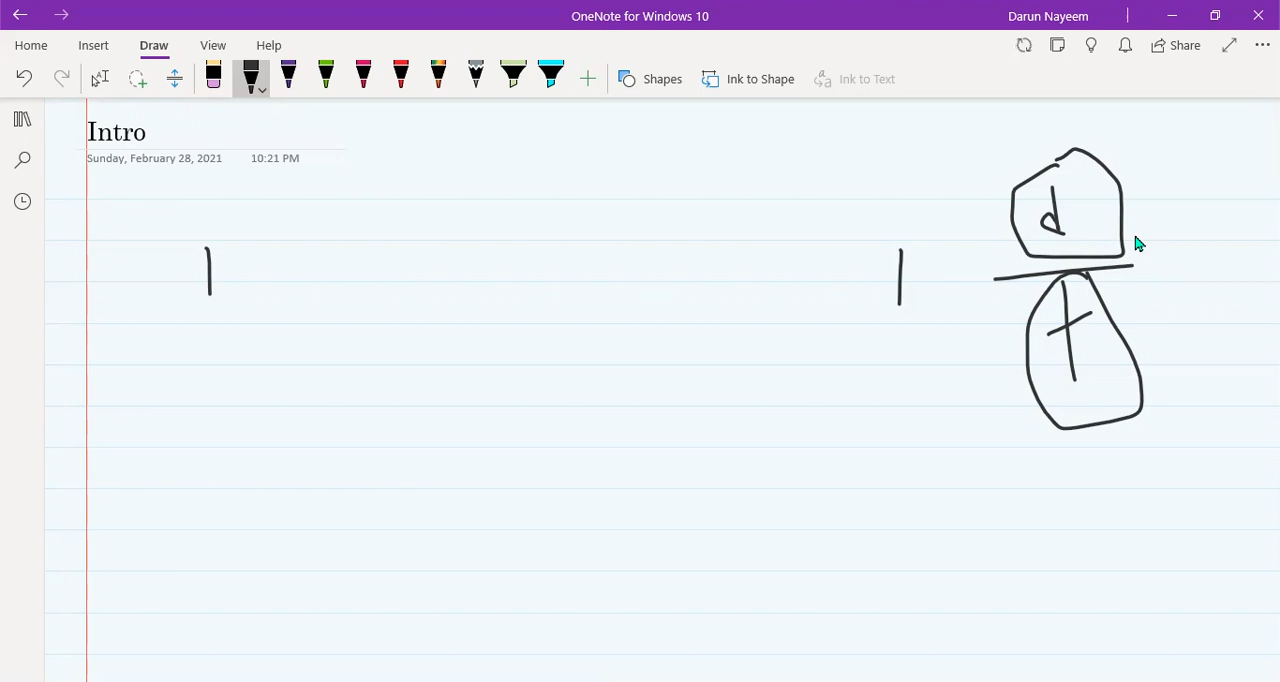 OneNote for Windows 10
Darun Nayeem
Home Insert Draw View Help
Share
Shapes
Ink to Shape
Ink to Text
Intro
Sunday, February 28, 2021 10:21 PM
d
| |
t